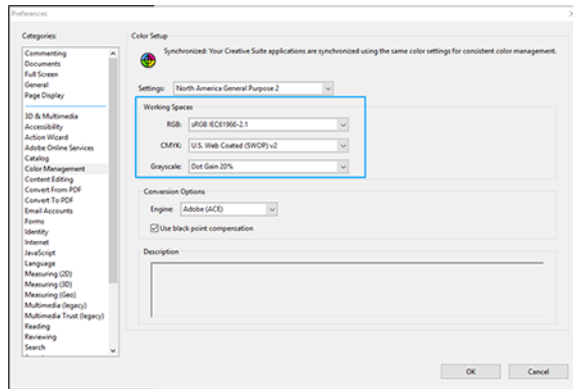 Preferences
Categories:
Commenting
Documents
Full Screen
General
Page Display
3D & Multimedia
Accessibility
Action Wizard
Adobe Online Services
Catalog
Color Management
Content Editing
Convert From PDF
Convert To PDF
Email Accounts
Forms
Identity
Internet
JavaScript
Language
Measuring (2D)
Measuring (3D)
Measuring (Geo)
Multimedia (legacy)
Multimedia Trust (legacy)
Reading
Reviewing
Search
Color Setup
Synchronized: Your Creative Suite applications are synchronized using the same color settings for consistent color management.
Settings: North America General Purpose 2
Working Spaces
RGB: sRGB IEC61966-2.1
CMYK: U.S. Web Coated (SWOP) v2
Grayscale: Dot Gain 20%
Conversion Options
Engine: Adobe (ACE)
Use black point compensation
Description
OK Cancel